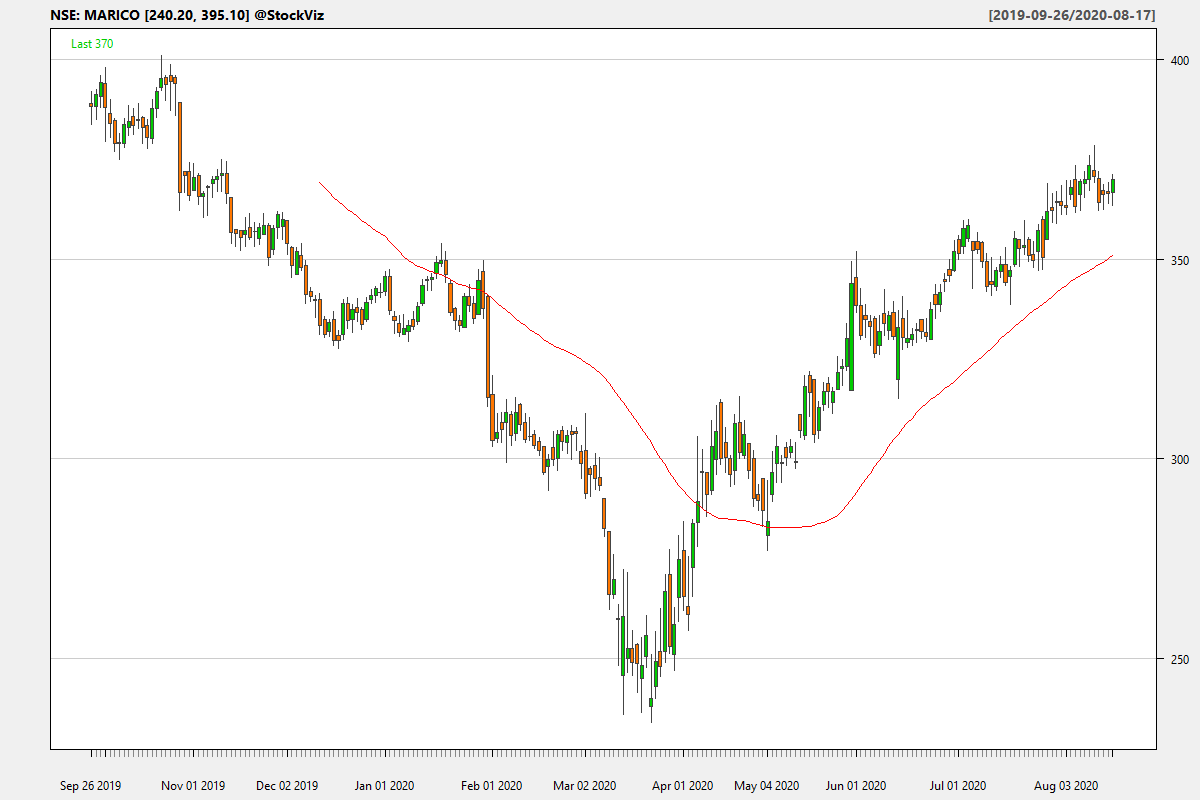 NSE: MARICO [240.20, 395.10] @StockViz
[2019-09-26/2020-08-17]
Last 370
400
350
300
250
Sep 26 2019 Nov 01 2019 Dec 02 2019 Jan 01 2020 Feb 01 2020 Mar 02 2020 Apr 01 2020 May 04 2020 Jun 01 2020 Jul 01 2020 Aug 03 2020